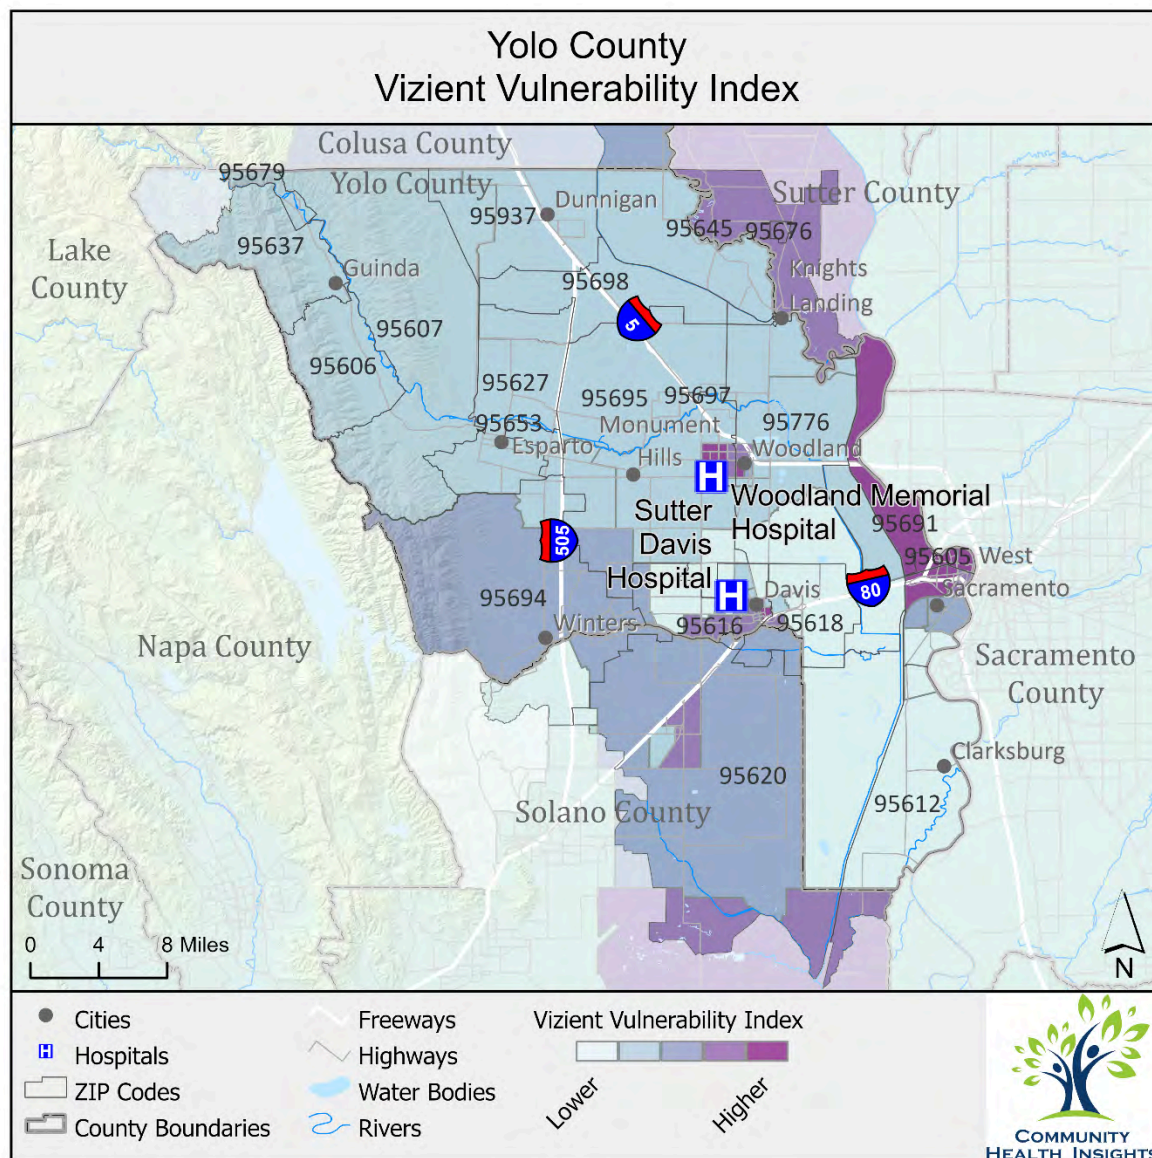 Yolo County
Vizient Vulnerability Index
Colusa County
95679
Yolo County
Sutter County
95937
Dunnigan
95645
95676
Lake
County
95637
Guinda
Knights
Landing
95698
5
95607
95606
95627
95695
95697
95653
Monument
95776
Esparto
Hills
Woodland
H
Woodland Memorial
Hospital
Sutter
Davis
Hospital
95691
505
95605
West
Sacramento
80
H
Davis
95694
95616
95618
Winters
Napa County
Sacramento
County
Clarksburg
95620
95612
Solano County
Sonoma
County
0 4 8 Miles
N
Cities
H
Hospitals
ZIP Codes
County Boundaries
Freeways
Highways
Water Bodies
Rivers
Vizient Vulnerability Index
Lower
Higher
COMMUNITY
HEALTH INSIGHTS